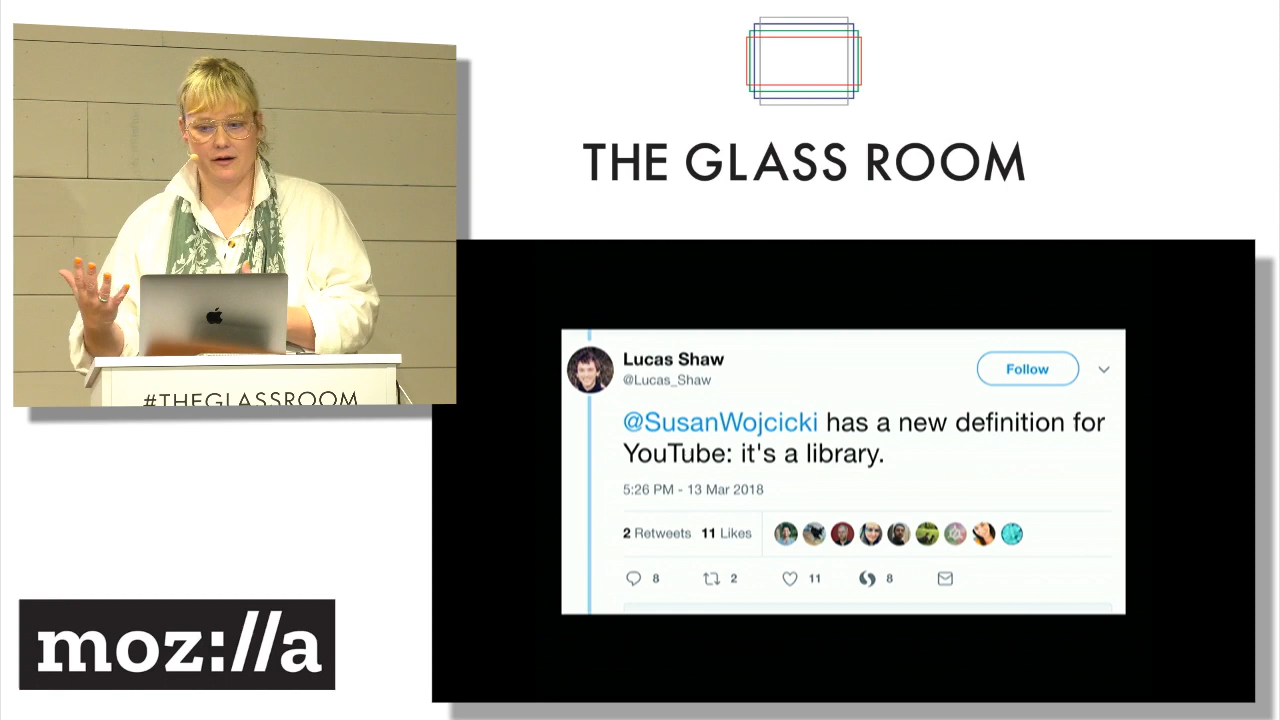 THE GLASS ROOM
#THEGLASSROOM
Lucas Shaw
@Lucas_Shaw
Follow
@SusanWojcicki has a new definition for
YouTube: it's a library.
5:26 PM - 13 Mar 2018
2 Retweets 11 Likes
8 2 11 8
moz://a